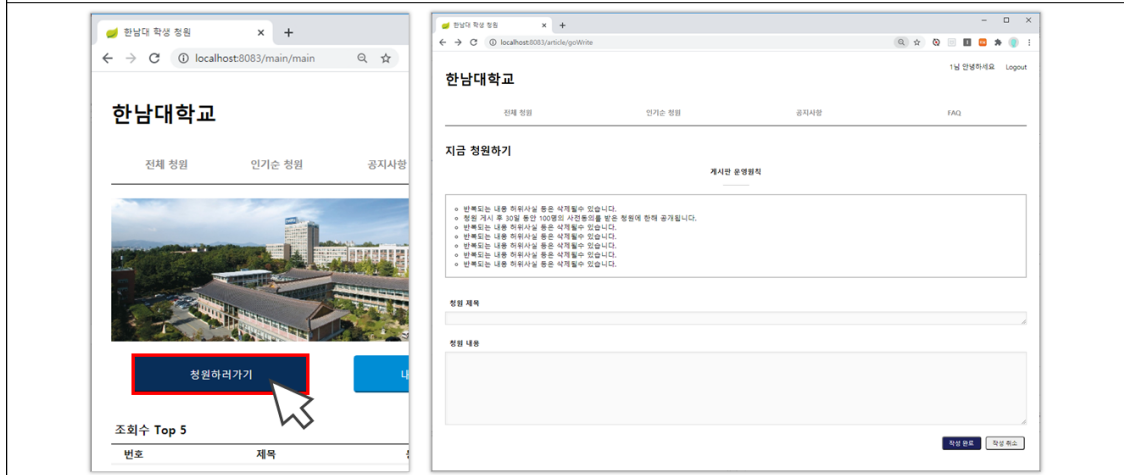 한남대 학생 청원
localhost:8083/main/main
한남대학교
전체 청원 인기순 청원 공지사항
청원하러가기
조회수 Top 5
번호 제목
한남대 학생 청원
localhost:8083/article/goWrite
1님 안녕하세요 Logout
한남대학교
전체 청원 인기순 청원 공지사항 FAQ
지금 청원하기
게시판 운영원칙
반복되는 내용 허위사실 등은 삭제될수 있습니다.
청원 게시 후 30일 동안 100명의 사전동의를 받은 청원에 한해 공개됩니다.
반복되는 내용 허위사실 등은 삭제될수 있습니다.
반복되는 내용 허위사실 등은 삭제될수 있습니다.
반복되는 내용 허위사실 등은 삭제될수 있습니다.
반복되는 내용 허위사실 등은 삭제될수 있습니다.
반복되는 내용 허위사실 등은 삭제될수 있습니다.
청원 제목
청원 내용
작성 완료 작성 취소